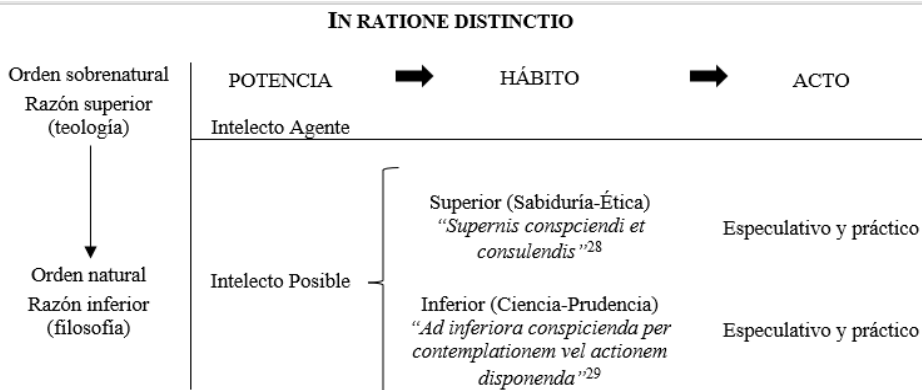 IN RATIONE DISTINCTIO
Orden sobrenatural
Razón superior
(teología)
POTENCIA
HÁBITO
ACTO
Intelecto Agente
Superior (Sabiduría-Ética)
“Supernis conspciendi et
consulendis”28
Especulativo y práctico
Orden natural
Razón inferior
(filosofía)
Intelecto Posible
Inferior (Ciencia-Prudencia)
“Ad inferiora conspicienda per
contemplationem vel actionem
disponenda”29
Especulativo y práctico